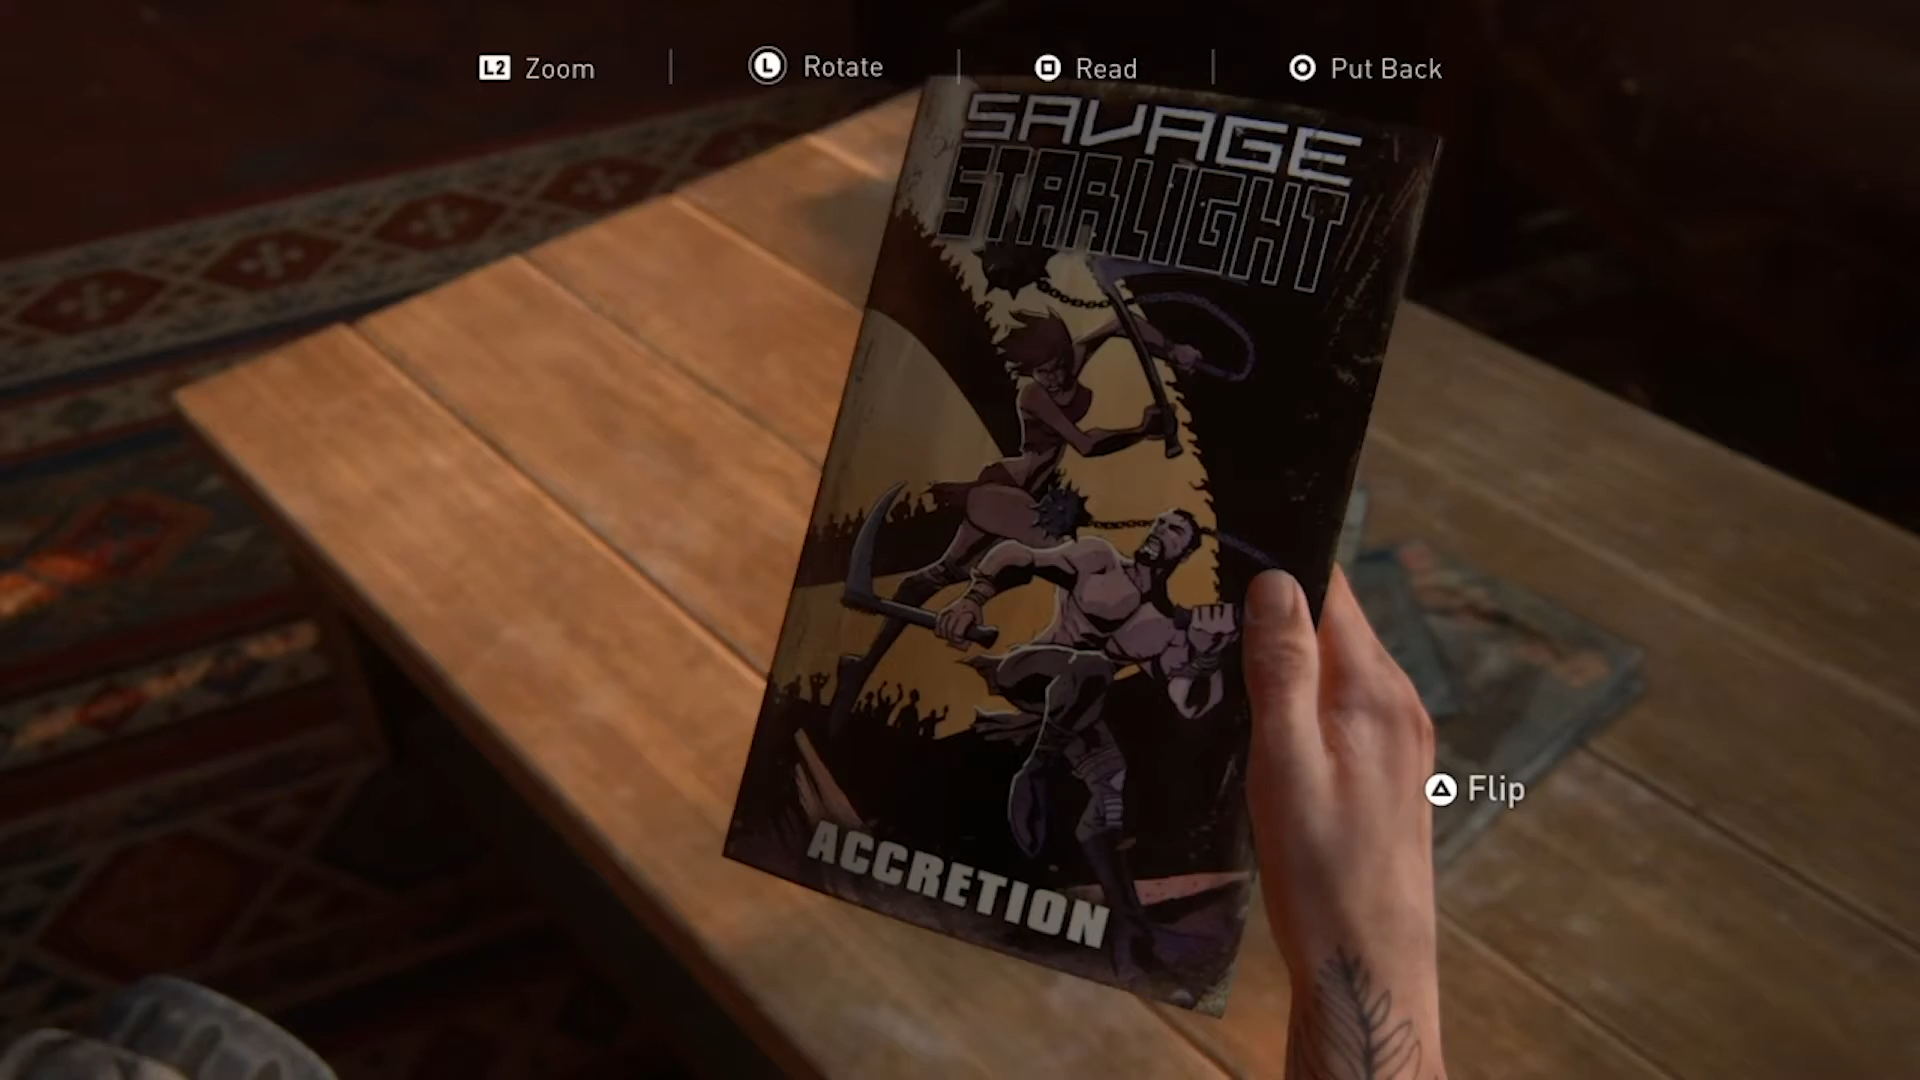 L2 Zoom
L Rotate
Read
Put Back
SAVAGE
STARLIGHT
ACCRETION
Flip